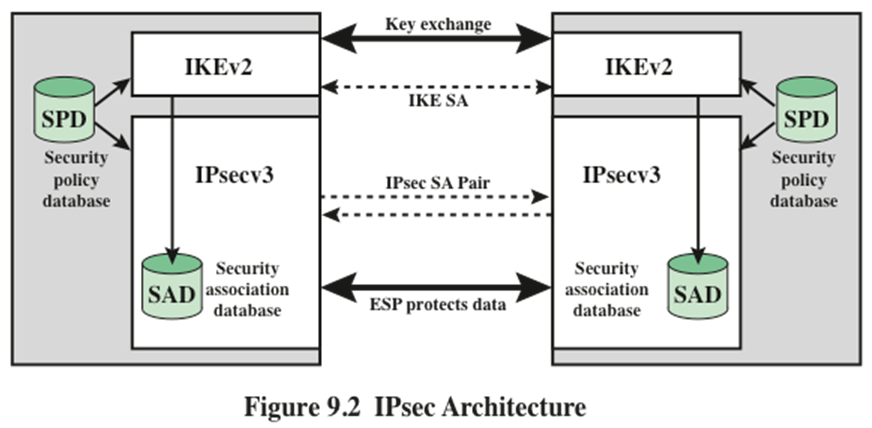 Key exchange
IKEv2
IKEv2
IKE SA
SPD
SPD
Security
policy
database
Security
policy
database
IPsecv3
IPsecv3
IPsec SA Pair
SAD
Security
association
database
Security
association
database
SAD
ESP protects data
Figure 9.2 IPsec Architecture